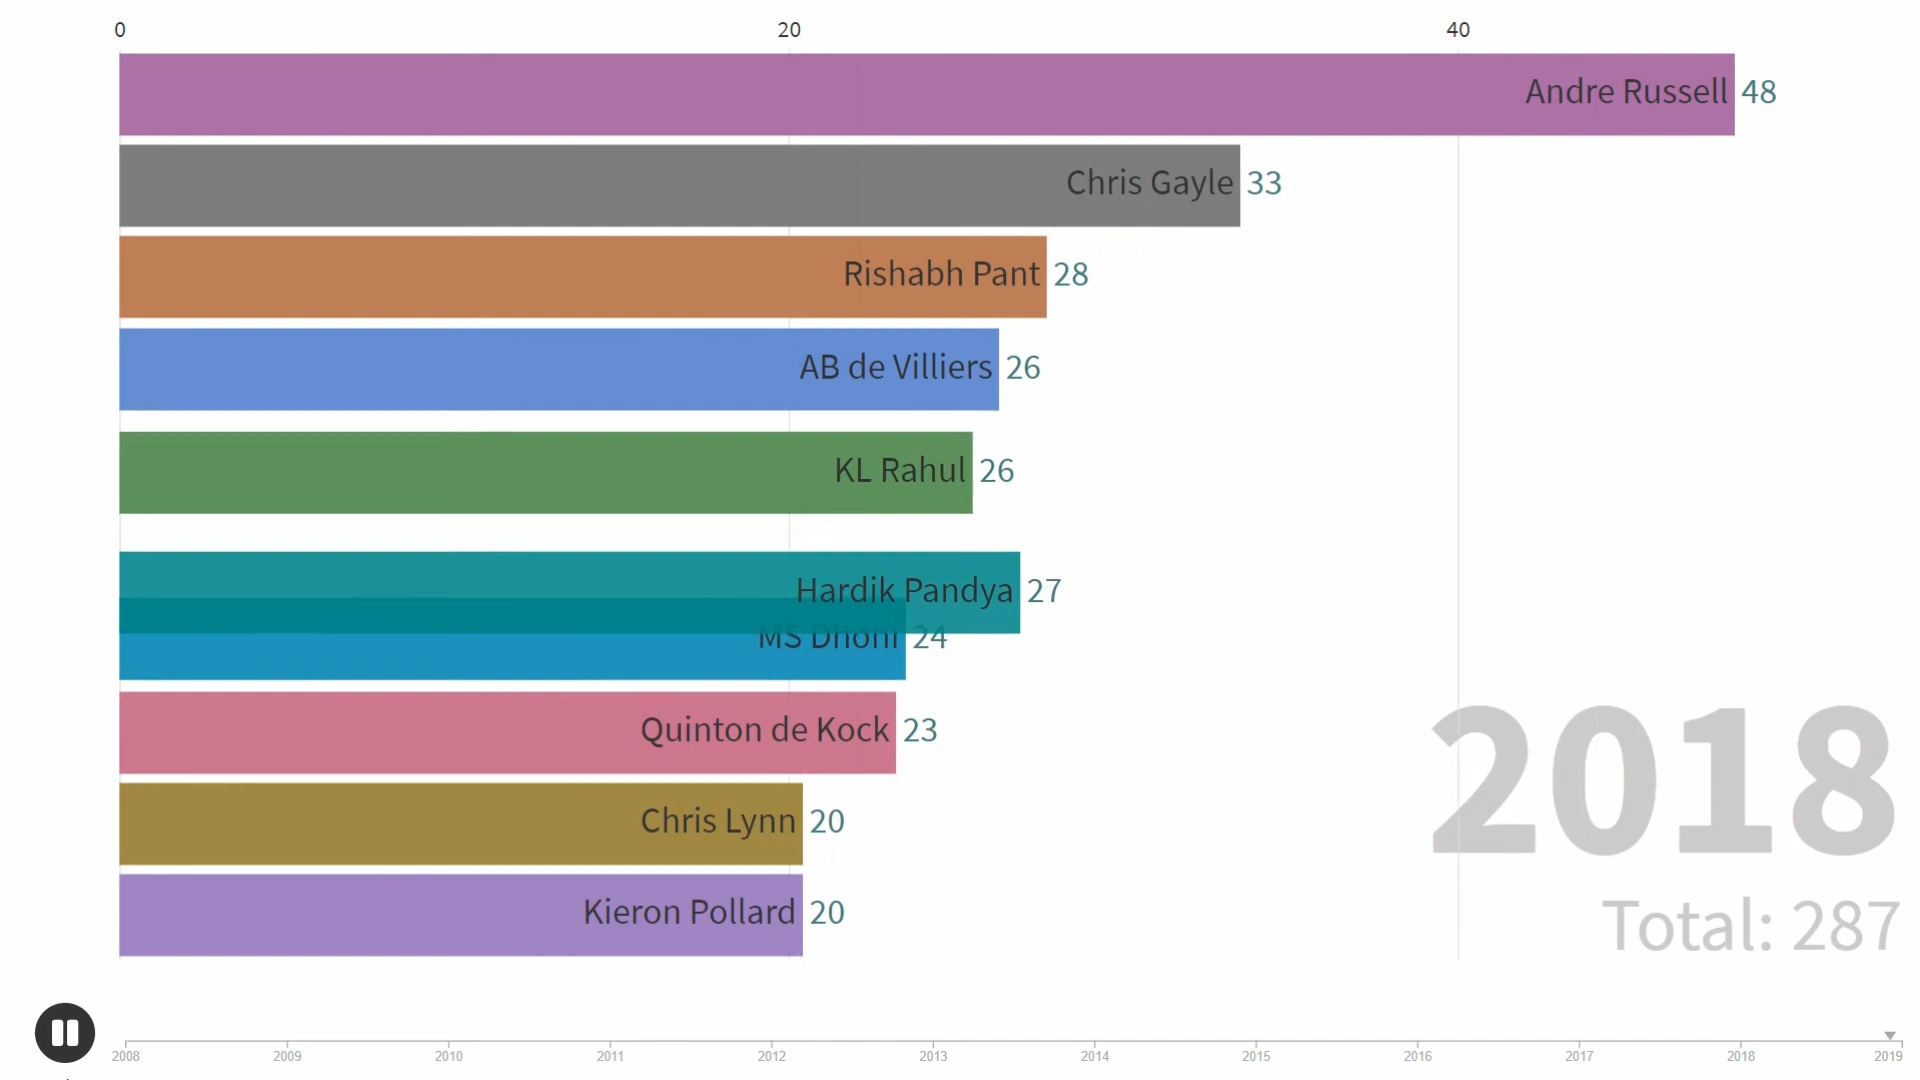 0 20 40
Andre Russell 48
Chris Gayle 33
Rishabh Pant 28
AB de Villiers 26
KL Rahul 26
Hardik Pandya 27
MS Dhoni 24
Quinton de Kock 23
Chris Lynn 20
Kieron Pollard 20
2018
Total: 287
2008 2009 2010 2011 2012 2013 2014 2015 2016 2017 2018 2019